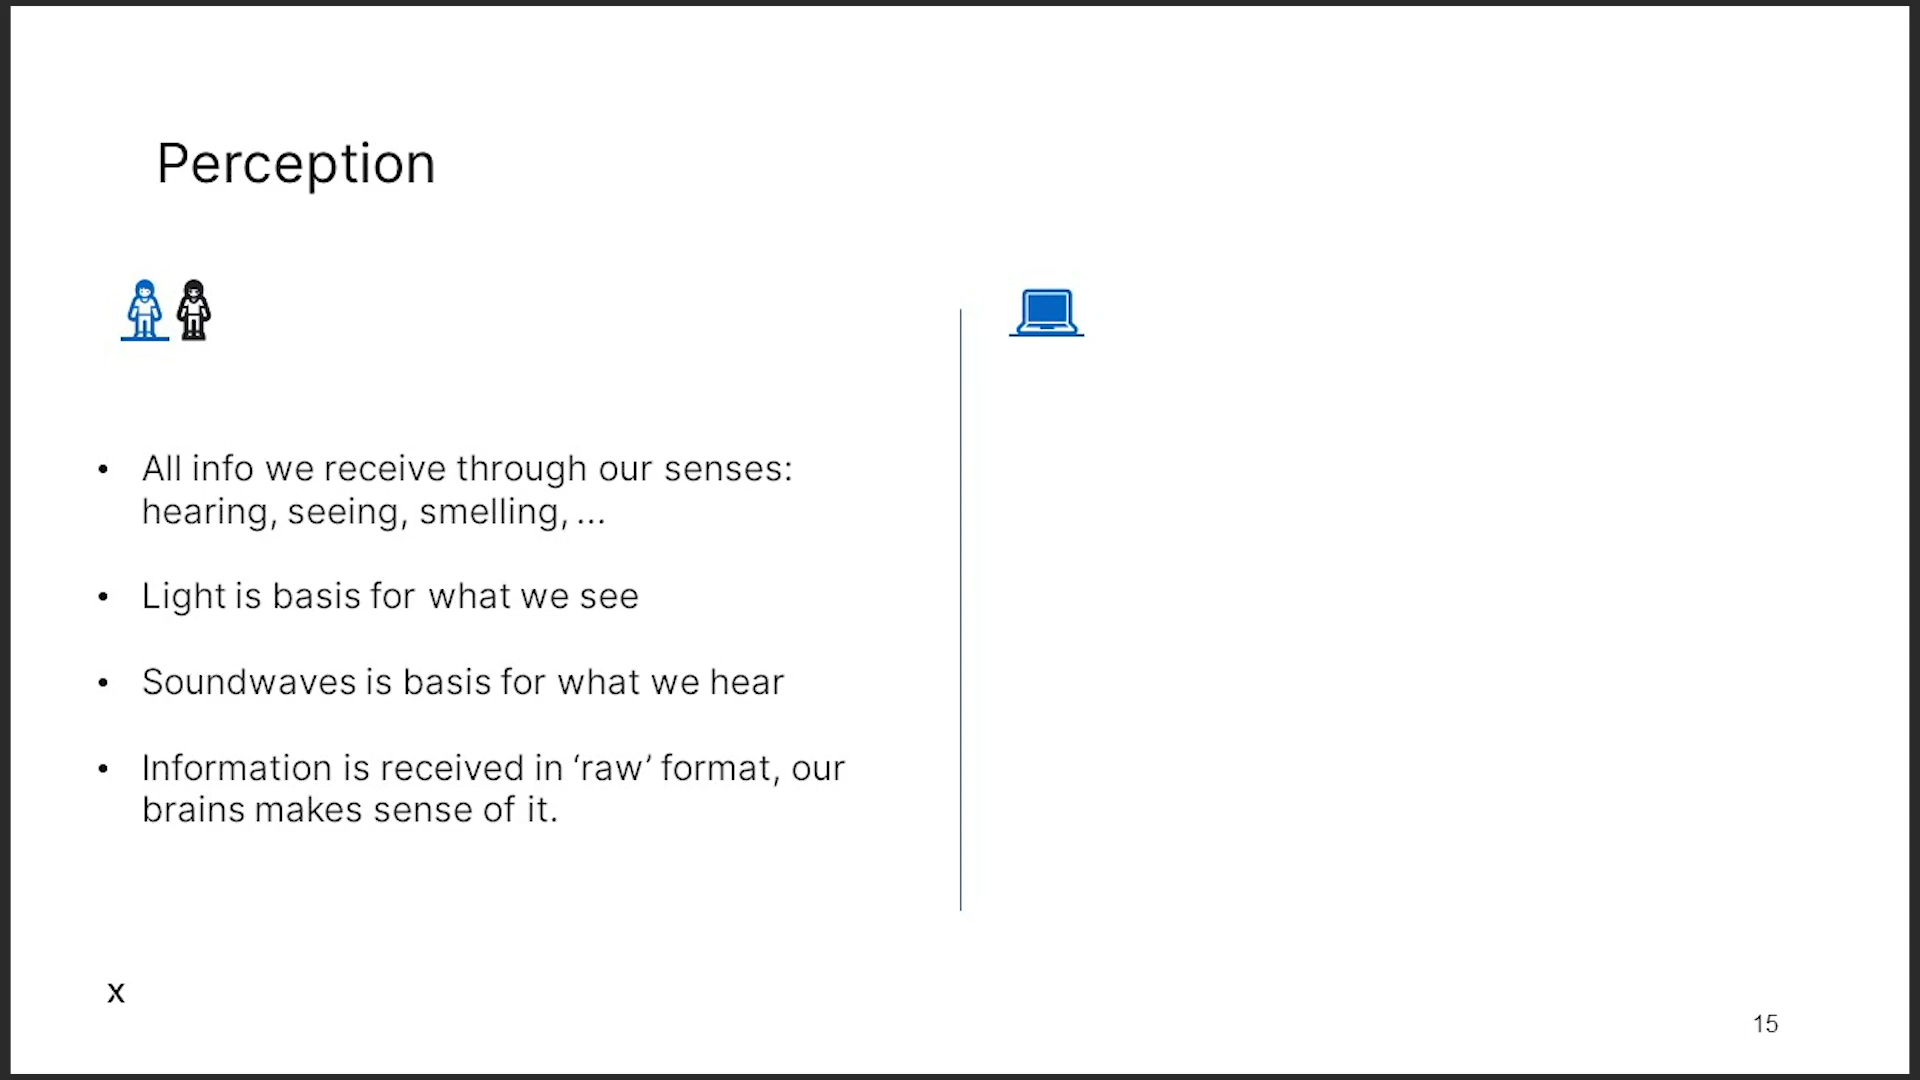 Perception
• All info we receive through our senses:
hearing, seeing, smelling, ...
• Light is basis for what we see
• Soundwaves is basis for what we hear
• Information is received in ‘raw’ format, our
brains makes sense of it.
x
15